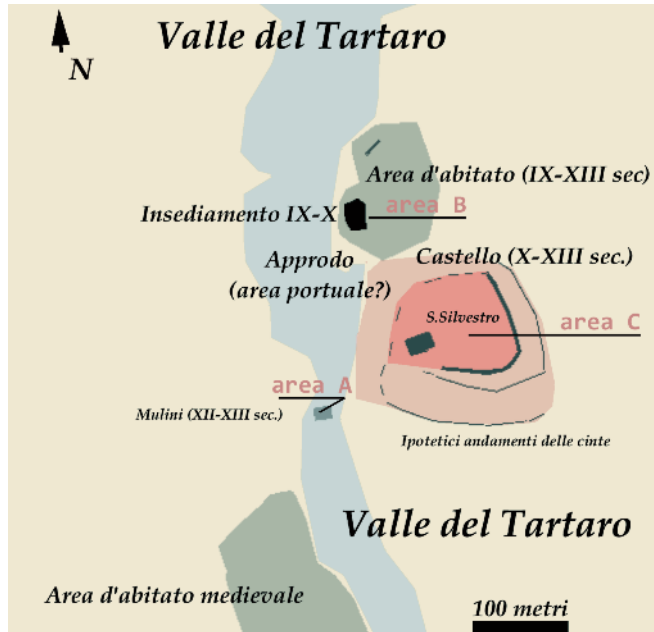 Valle del Tartaro
N
Area d'abitato (IX-XIII sec)
Insediamento IX-X
area B
Castello (X-XIII sec.)
Approdo
(area portuale?)
S.Silvestro
area C
area A
Mulini (XII-XIII sec.)
Ipotetici andamenti delle cinte
Valle del Tartaro
Area d'abitato medievale
100 metri